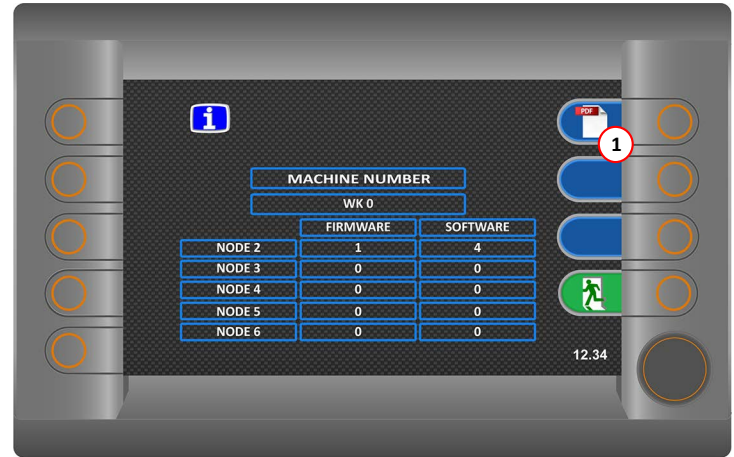 i
PDF
1
MACHINE NUMBER
WK 0
FIRMWARE SOFTWARE
NODE 2 1 4
NODE 3 0 0
NODE 4 0 0
NODE 5 0 0
NODE 6 0 0
12.34